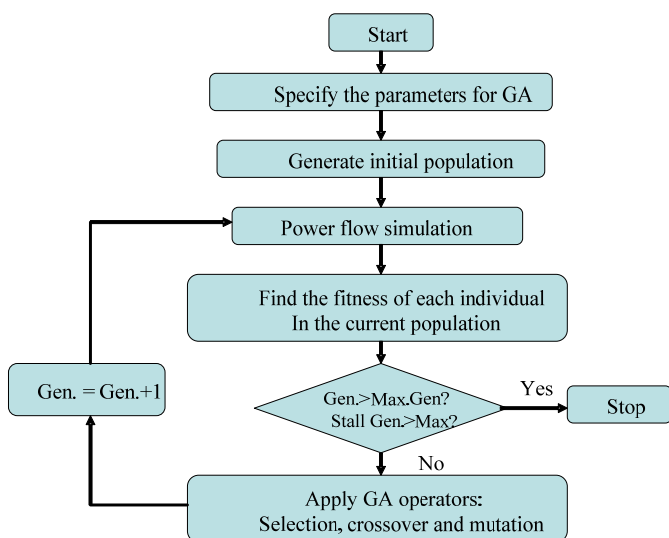 Start
Specify the parameters for GA
Generate initial population
Power flow simulation
Find the fitness of each individual
In the current population
Gen.>Max.Gen?
Stall Gen.>Max?
Yes
Stop
No
Apply GA operators:
Selection, crossover and mutation
Gen. = Gen.+1